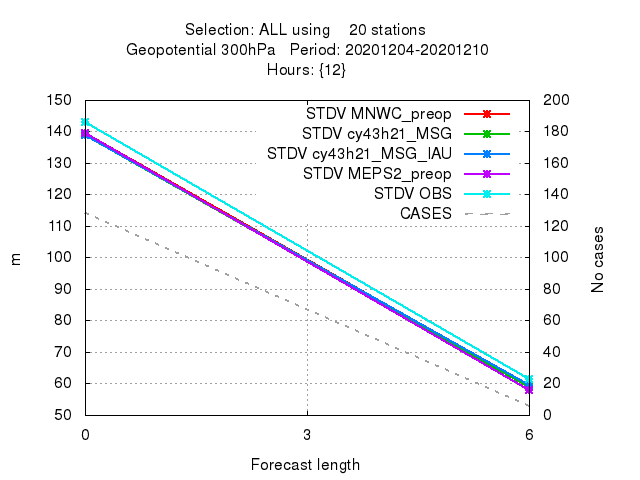 Selection: ALL using 20 stations
Geopotential 300hPa Period: 20201204-20201210
Hours: {12}
150 200
STDV MNWC_preop
140 180
STDV cy43h21_MSG
130 160
STDV cy43h21_MSG_IAU
STDV MEPS2_preop
120 140
STDV OBS
110 120
CASES
100 100
m
No cases
90 80
80 60
70 40
60 20
50 0
0 3 6
Forecast length